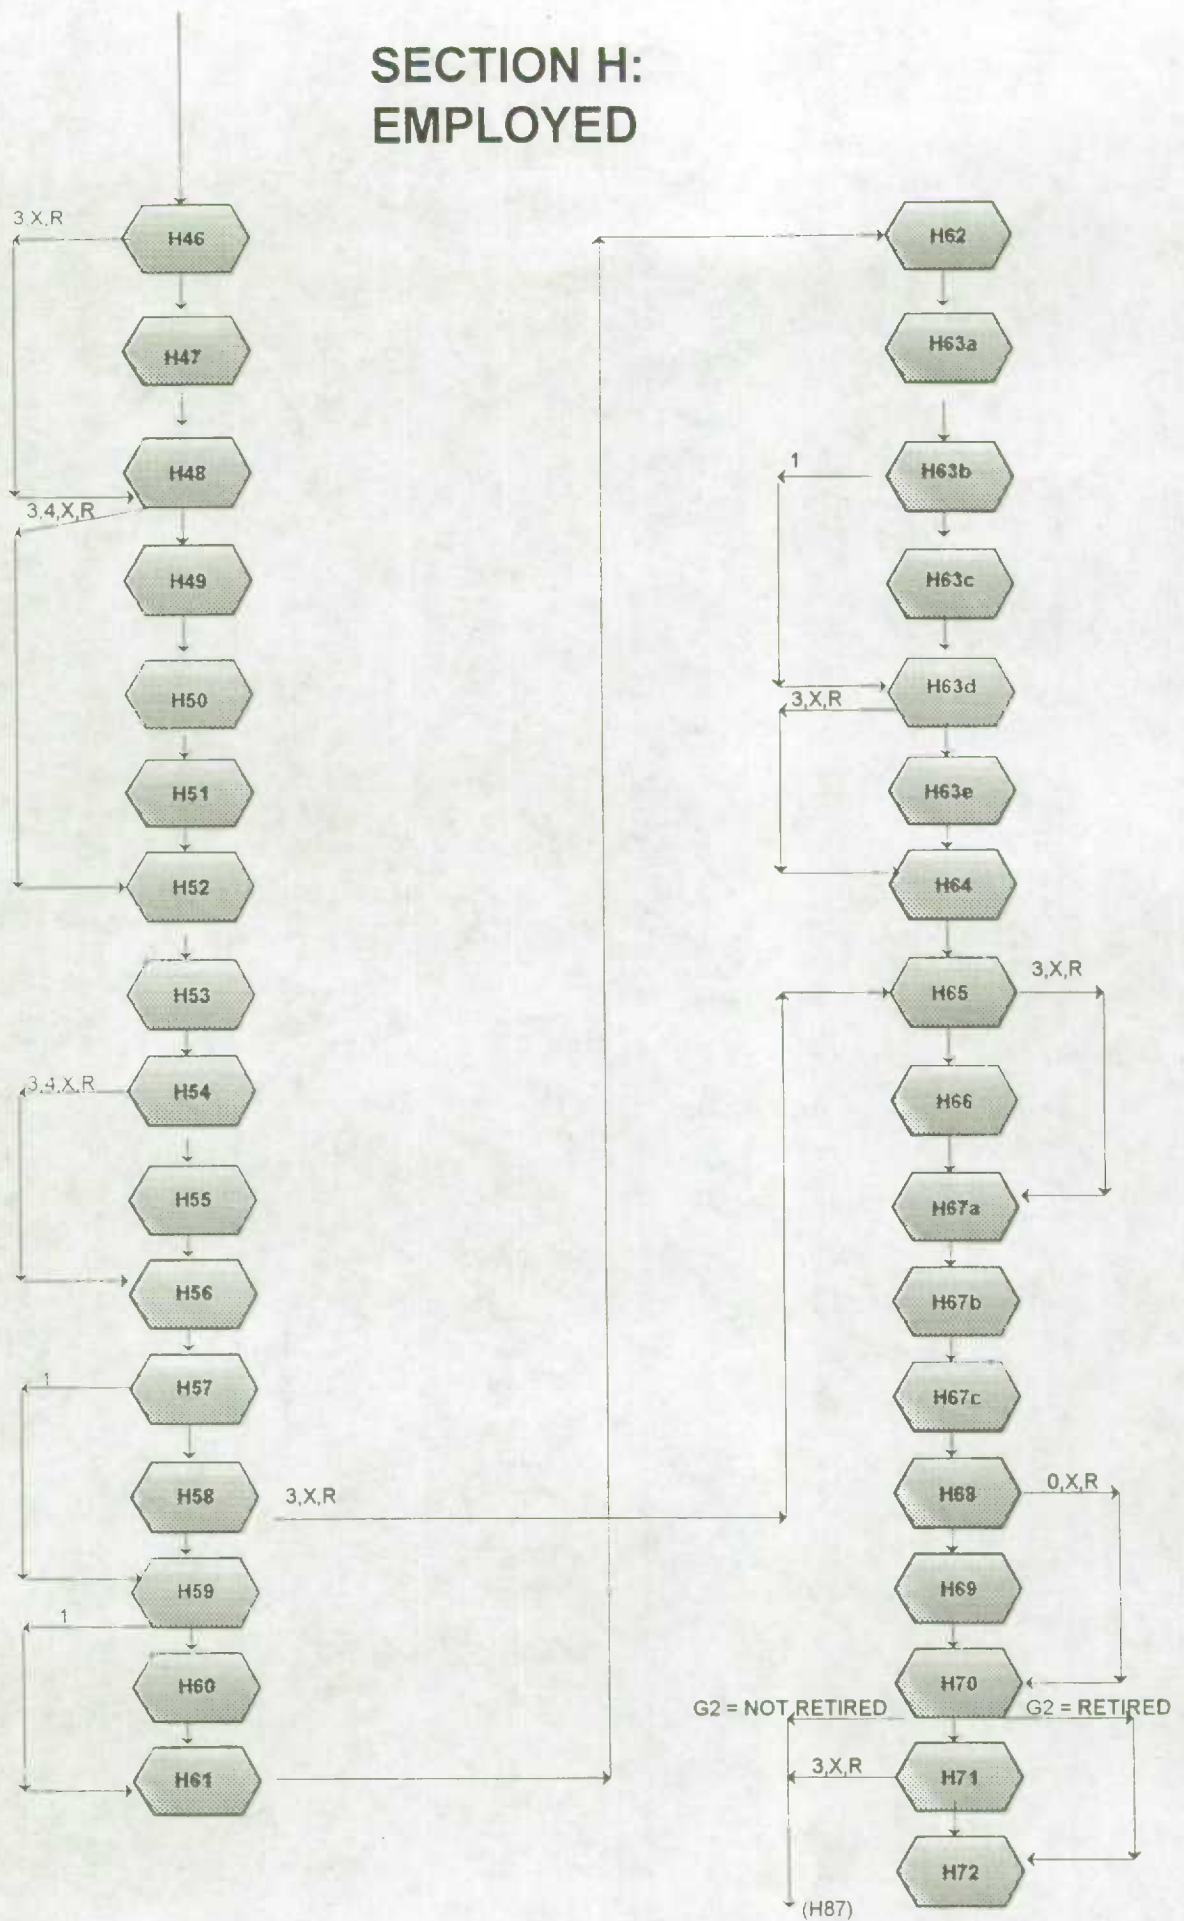 SECTION H:
EMPLOYED
3,X,R
H46
H47
H48
3,4,X,R
H49
H50
H51
H52
H53
3,4,X,R
H54
H55
H56
1
H57
H58
3,X,R
H59
1
H60
H61
H62
H63a
1
H63b
H63c
H63d
3,X,R
H63e
H64
H65
3,X,R
H66
H67a
H67b
H67c
H68
0,X,R
H69
H70
G2 = NOT RETIRED
G2 = RETIRED
3,X,R
H71
H72
(H87)